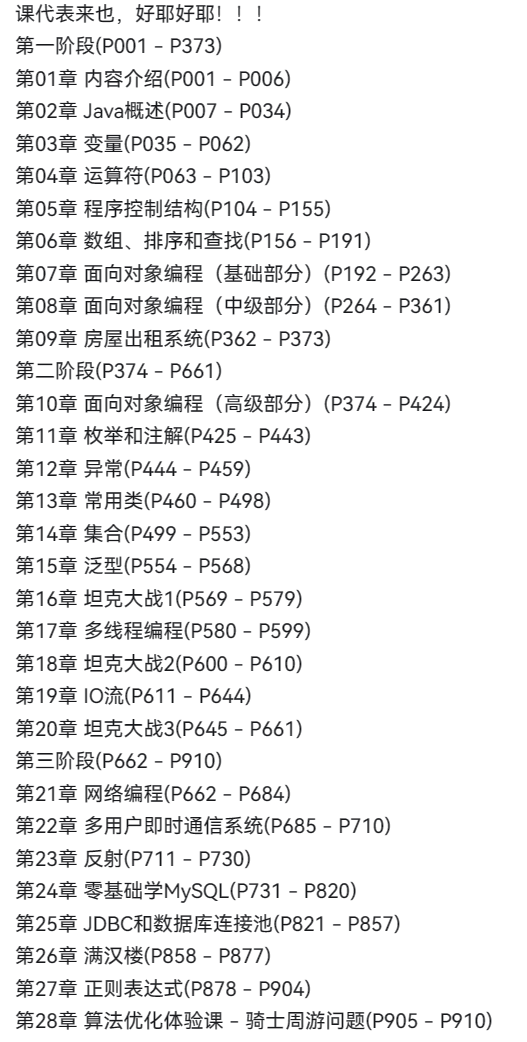 课代表来也，好耶好耶！！！
第一阶段(P001 - P373)
第01章 内容介绍(P001 - P006)
第02章 Java概述(P007 - P034)
第03章 变量(P035 - P062)
第04章 运算符(P063 - P103)
第05章 程序控制结构(P104 - P155)
第06章 数组、排序和查找(P156 - P191)
第07章 面向对象编程（基础部分）(P192 - P263)
第08章 面向对象编程（中级部分）(P264 - P361)
第09章 房屋出租系统(P362 - P373)
第二阶段(P374 - P661)
第10章 面向对象编程（高级部分）(P374 - P424)
第11章 枚举和注解(P425 - P443)
第12章 异常(P444 - P459)
第13章 常用类(P460 - P498)
第14章 集合(P499 - P553)
第15章 泛型(P554 - P568)
第16章 坦克大战1(P569 - P579)
第17章 多线程编程(P580 - P599)
第18章 坦克大战2(P600 - P610)
第19章 IO流(P611 - P644)
第20章 坦克大战3(P645 - P661)
第三阶段(P662 - P910)
第21章 网络编程(P662 - P684)
第22章 多用户即时通信系统(P685 - P710)
第23章 反射(P711 - P730)
第24章 零基础学MySQL(P731 - P820)
第25章 JDBC和数据库连接池(P821 - P857)
第26章 满汉楼(P858 - P877)
第27章 正则表达式(P878 - P904)
第28章 算法优化体验课 - 骑士周游问题(P905 - P910)